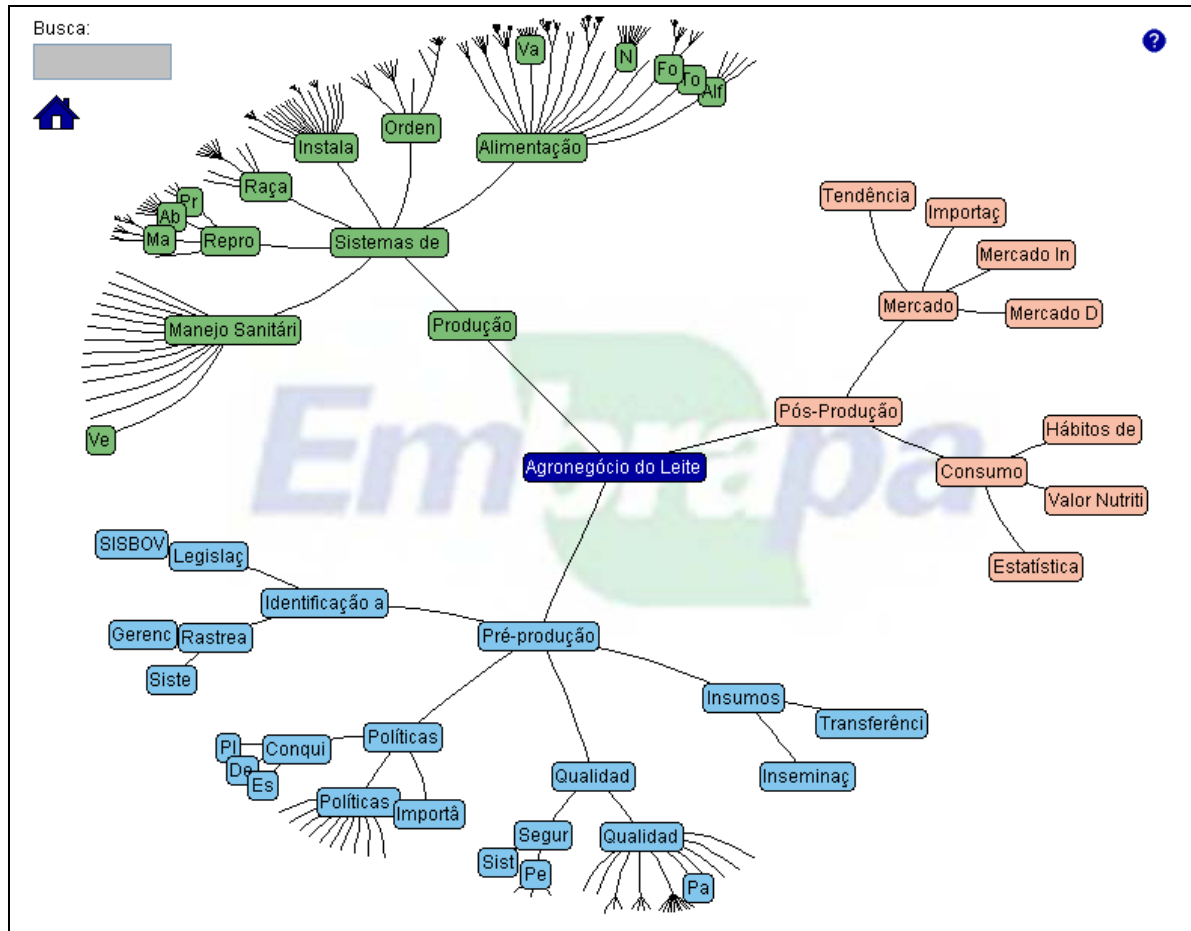 Busca:
?
Va
N
Fo
To
Alf
Orden
Instala
Alimentação
Raça
Pr
Ab
Ma
Repro
Sistemas de
Manejo Sanitári
Produção
Ve
Tendência
Importaç
Mercado In
Mercado
Mercado D
Pós-Produção
Hábitos de
Consumo
Valor Nutriti
Estatística
Agronegócio do Leite
Embrapa
SISBOV
Legislaç
Identificação a
Gerenc
Rastrea
Siste
Pré-produção
Insumos
Transferênci
Inseminaç
Políticas
Conqui
Pl
De
Es
Políticas
Importâ
Qualidad
Segur
Qualidad
Sist
Pe
Pa